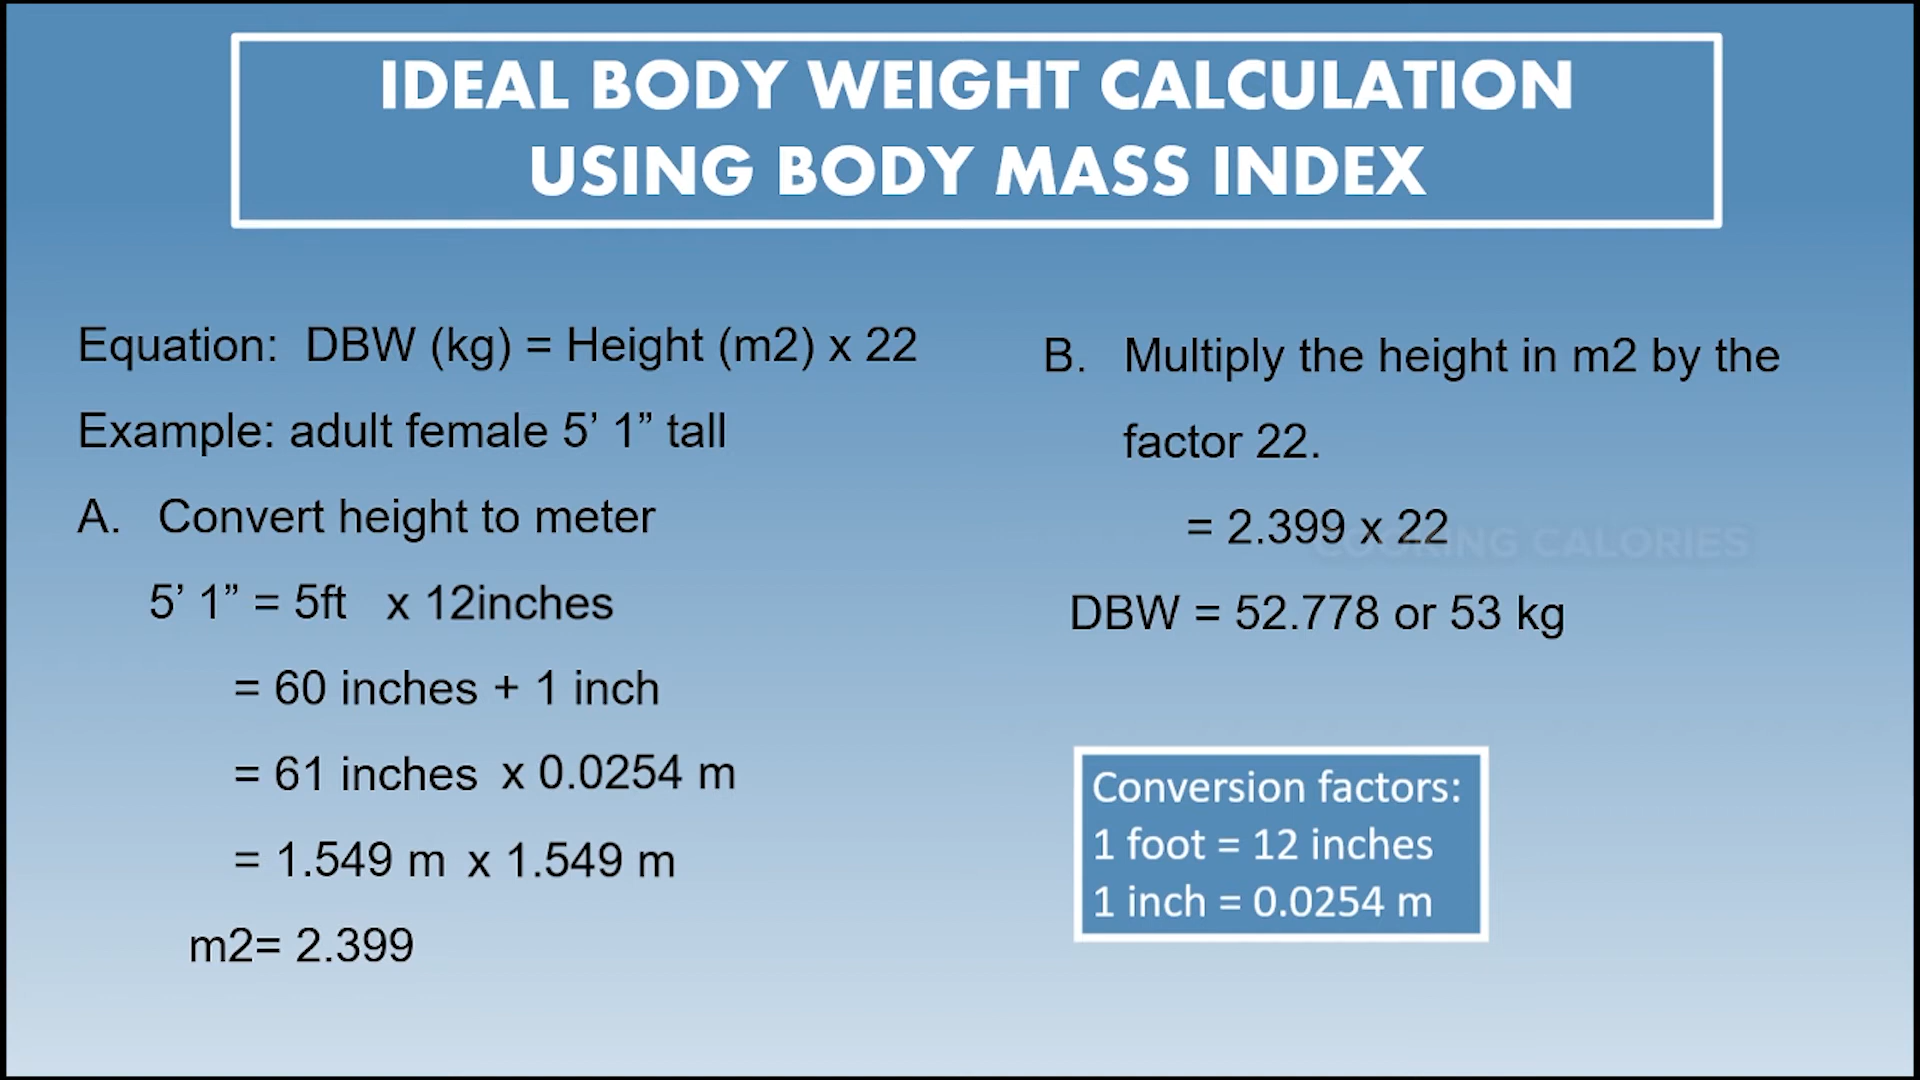 IDEAL BODY WEIGHT CALCULATION
USING BODY MASS INDEX
Equation: DBW (kg) = Height (m2) x 22
Example: adult female 5’ 1” tall
A. Convert height to meter
5’ 1” = 5ft x 12inches
= 60 inches + 1 inch
= 61 inches x 0.0254 m
= 1.549 m x 1.549 m
m2= 2.399
B. Multiply the height in m2 by the
factor 22.
= 2.399 x 22
COOKING CALORIES
DBW = 52.778 or 53 kg
Conversion factors:
1 foot = 12 inches
1 inch = 0.0254 m